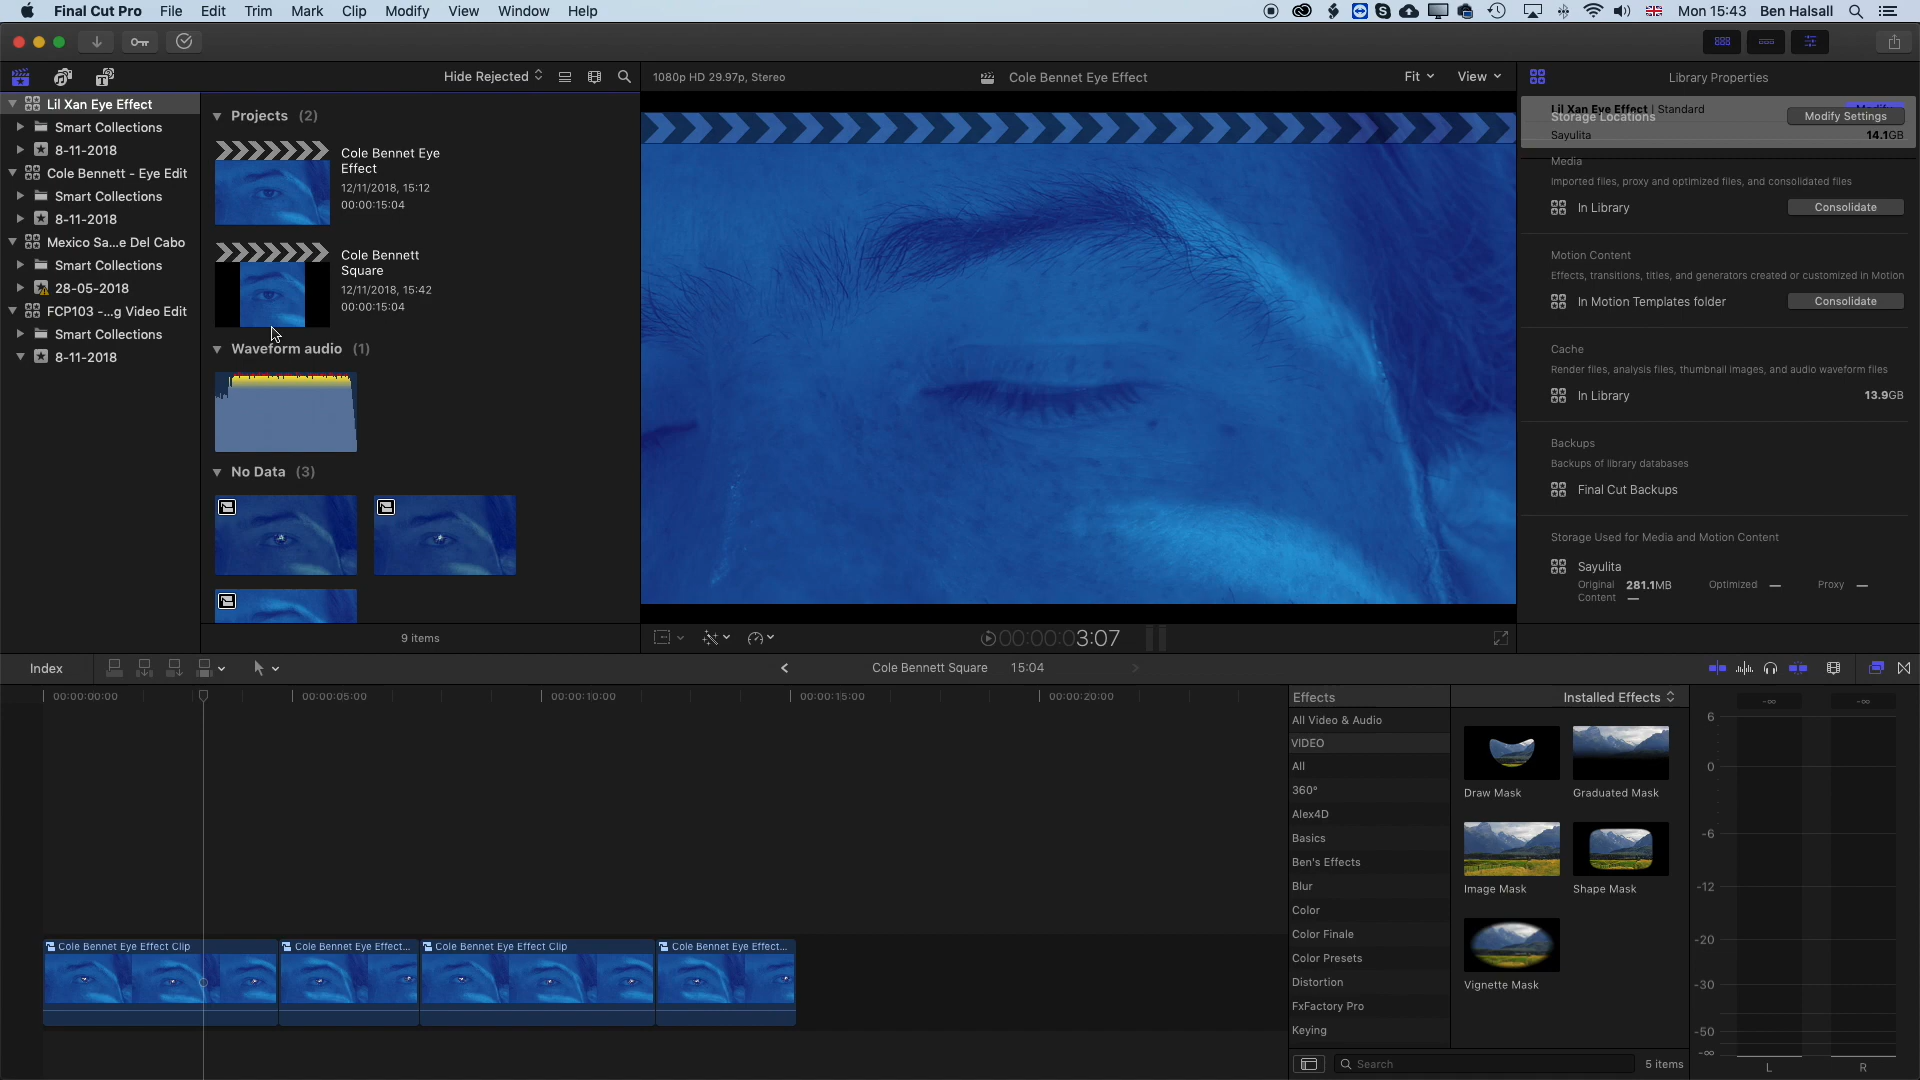 Final Cut Pro File Edit Trim Mark Clip Modify View Window Help
Mon 15:43 Ben Halsall
Hide Rejected
1080p HD 29.97p, Stereo
Cole Bennet Eye Effect
Fit View
Library Properties
Lil Xan Eye Effect
Smart Collections
8-11-2018
Cole Bennett - Eye Edit
Smart Collections
8-11-2018
Mexico Sa...e Del Cabo
Smart Collections
28-05-2018
FCP103 -...g Video Edit
Smart Collections
8-11-2018
Projects (2)
Cole Bennet Eye
Effect
12/11/2018, 15:12
00:00:15:04
Cole Bennett
Square
12/11/2018, 15:42
00:00:15:04
Waveform audio (1)
No Data (3)
9 items
00:00:00:03:07
Lil Xan Eye Effect | Standard
Storage Locations
Modify Settings
Sayulita 14.1GB
Media
Imported files, proxy and optimized files, and consolidated files
In Library Consolidate
Motion Content
Effects, transitions, titles, and generators created or customized in Motion
In Motion Templates folder Consolidate
Cache
Render files, analysis files, thumbnail images, and audio waveform files
In Library 13.9GB
Backups
Backups of library databases
Final Cut Backups
Storage Used for Media and Motion Content
Sayulita
Original 281.1MB Optimized — Proxy —
Content —
Index
Cole Bennett Square 15:04
00:00:00:00 00:00:05:00 00:00:10:00 00:00:15:00 00:00:20:00
Cole Bennet Eye Effect Clip
Cole Bennet Eye Effect...
Cole Bennet Eye Effect Clip
Cole Bennet Eye Effect...
Effects
Installed Effects
All Video & Audio
VIDEO
All
360°
Alex4D
Basics
Ben's Effects
Blur
Color
Color Finale
Color Presets
Distortion
FxFactory Pro
Keying
Draw Mask
Graduated Mask
Image Mask
Shape Mask
Vignette Mask
Search
5 items
-∞ -∞
6
0
-6
-12
-20
-30
-50
-∞
L R